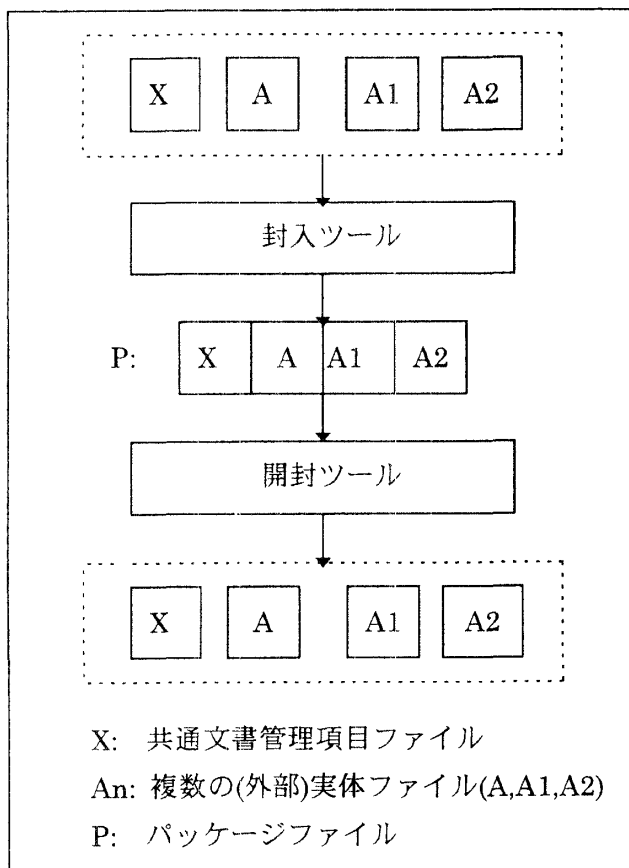 X A A1 A2
封入ツール
P: X A A1 A2
開封ツール
X A A1 A2
X: 共通文書管理項目ファイル
An: 複数の(外部)実体ファイル(A,A1,A2)
P: パッケージファイル